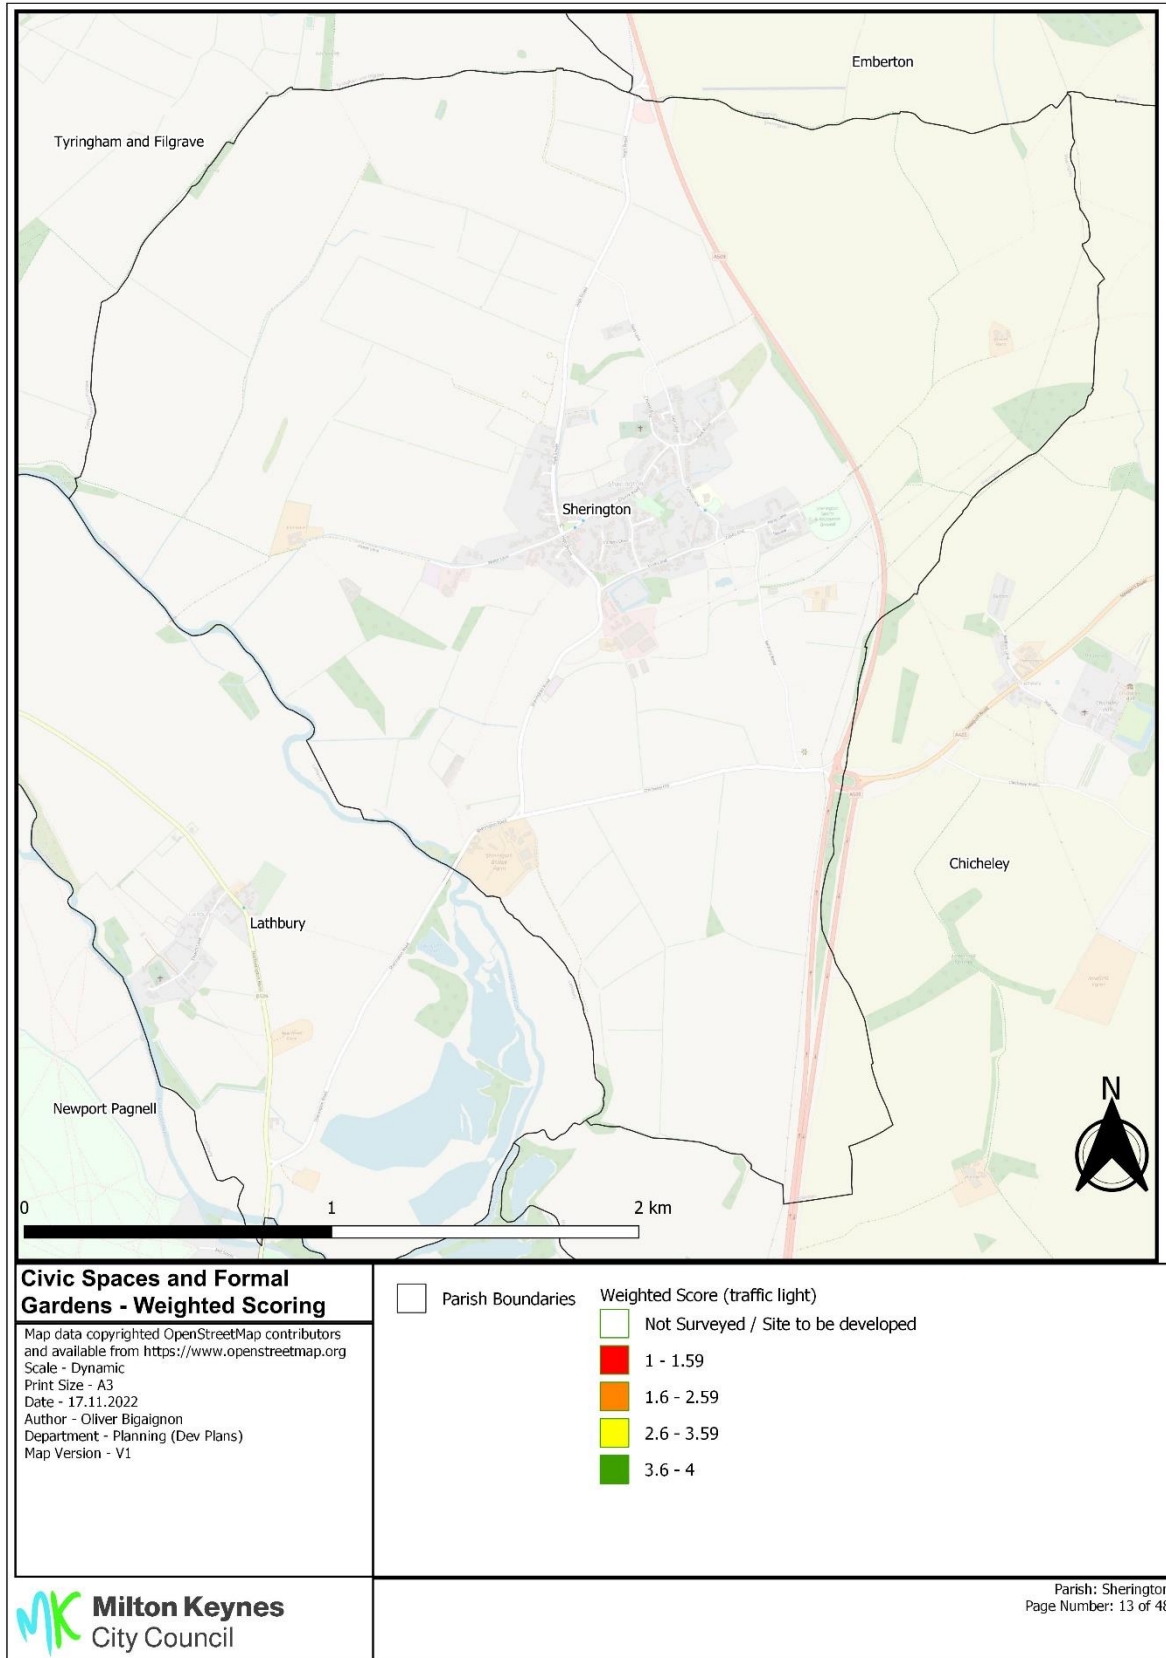 Emberton
Tyringham and Filgrave
Sherington
Chicheley
Lathbury
Newport Pagnell
N
0 1 2 km
Civic Spaces and Formal
Gardens - Weighted Scoring
Map data copyrighted OpenStreetMap contributors
and available from https://www.openstreetmap.org
Scale - Dynamic
Print Size - A3
Date - 17.11.2022
Author - Oliver Bigaignon
Department - Planning (Dev Plans)
Map Version - V1
Parish Boundaries
Weighted Score (traffic light)
Not Surveyed / Site to be developed
1 - 1.59
1.6 - 2.59
2.6 - 3.59
3.6 - 4
MK Milton Keynes
City Council
Parish: Sherington
Page Number: 13 of 48